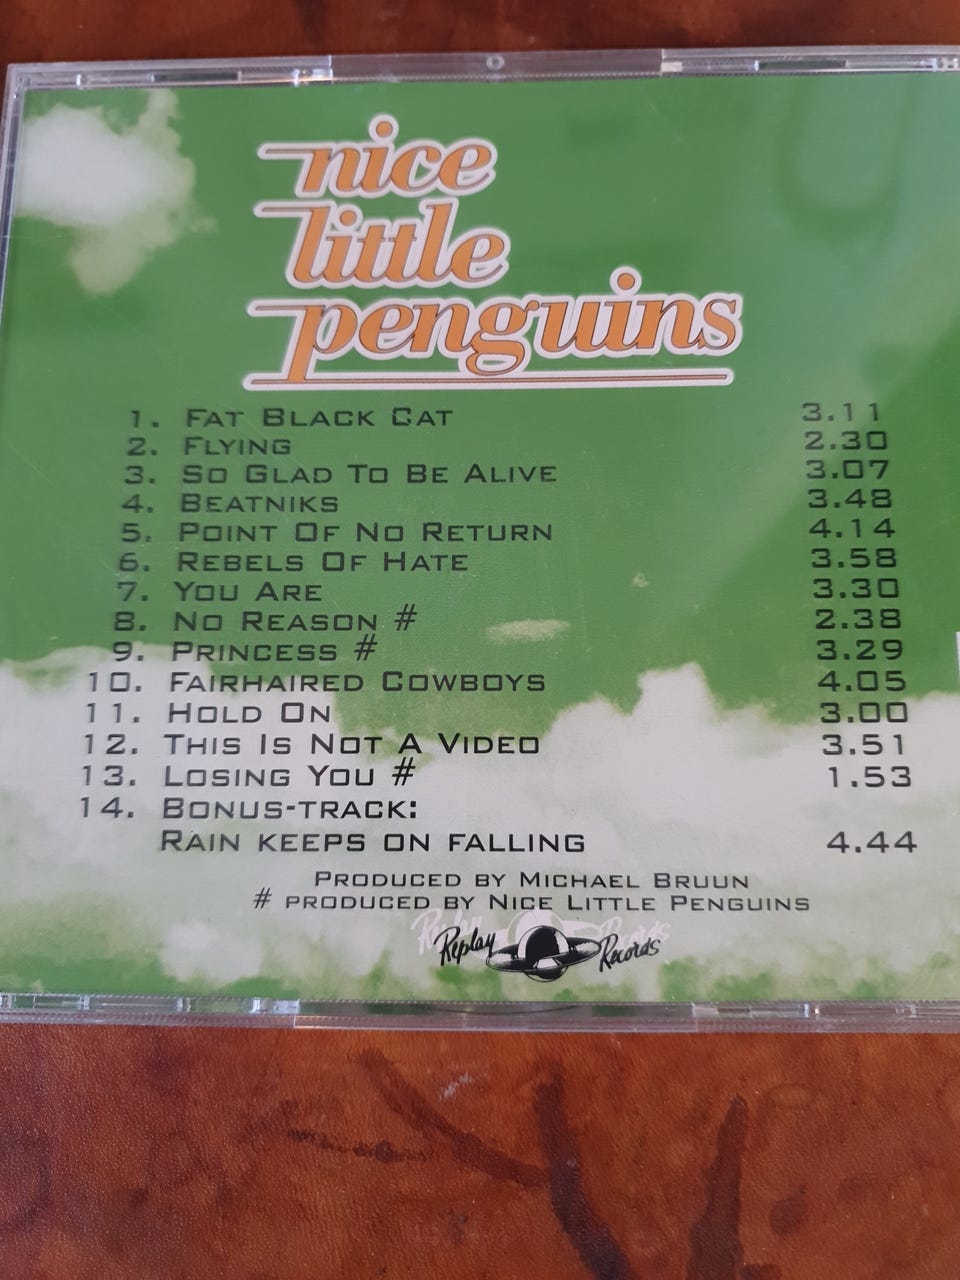 nice
little
penguins
1. FAT BLACK CAT 3.11
2. FLYING 2.30
3. SO GLAD TO BE ALIVE 3.07
4. BEATNIKS 3.48
5. POINT OF NO RETURN 4.14
6. REBELS OF HATE 3.58
7. YOU ARE 3.30
8. NO REASON # 2.38
9. PRINCESS # 3.29
10. FAIRHAIRED COWBOYS 4.05
11. HOLD ON 3.00
12. THIS IS NOT A VIDEO 3.51
13. LOSING YOU # 1.53
14. BONUS-TRACK:
RAIN KEEPS ON FALLING 4.44
PRODUCED BY MICHAEL BRUUN
# PRODUCED BY NICE LITTLE PENGUINS
Replay Records